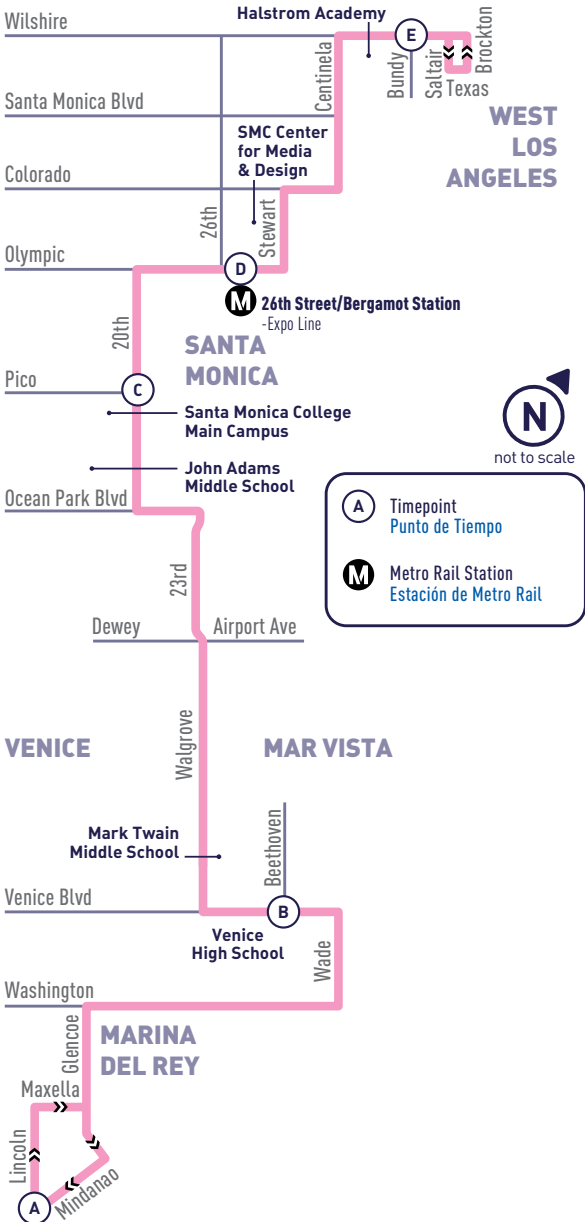 Wilshire
Halstrom Academy
Centinela
E
Bundy
Saltair
Brockton
Texas
Santa Monica Blvd
WEST
LOS
ANGELES
SMC Center
for Media
& Design
Colorado
26th
Stewart
Olympic
D
M
26th Street/Bergamot Station
-Expo Line
20th
SANTA
MONICA
Pico
C
Santa Monica College
Main Campus
N
not to scale
John Adams
Middle School
Ocean Park Blvd
A
Timepoint
Punto de Tiempo
M
Metro Rail Station
Estación de Metro Rail
23rd
Dewey
Airport Ave
Walgrove
VENICE
MAR VISTA
Mark Twain
Middle School
Beethoven
Venice Blvd
B
Venice
High School
Wade
Washington
Glencoe
MARINA
DEL REY
Maxella
Lincoln
Mindanao
A